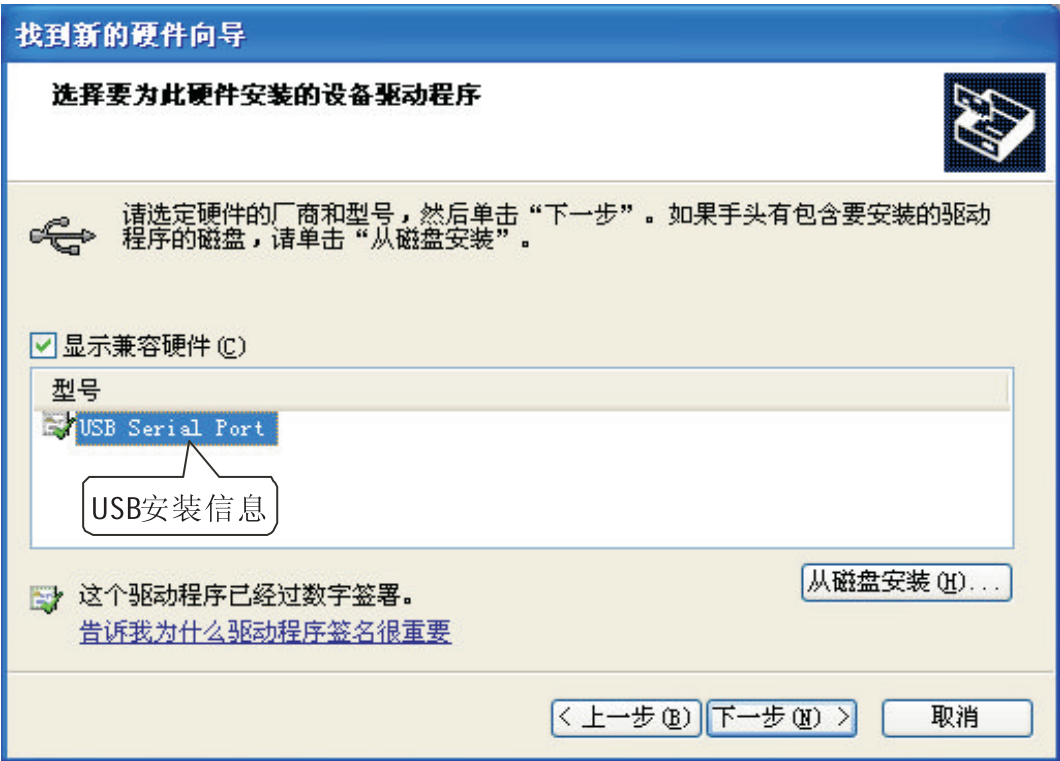 找到新的硬件向导
选择要为此硬件安装的设备驱动程序
请选定硬件的厂商和型号，然后单击“下一步”。如果手头有包含要安装的驱动
程序的磁盘，请单击“从磁盘安装”。
显示兼容硬件(C)
型号
USB Serial Port
USB安装信息
这个驱动程序已经过数字签署。
从磁盘安装(H)...
告诉我为什么驱动程序签名很重要
< 上一步(B) 下一步(N) > 取消